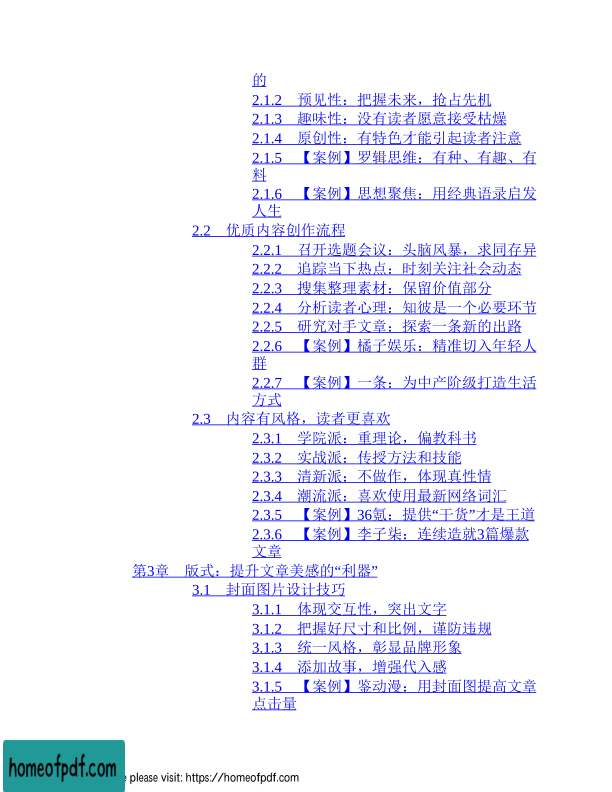 的
2.1.2 预见性：把握未来，抢占先机
2.1.3 趣味性：没有读者愿意接受枯燥
2.1.4 原创性：有特色才能引起读者注意
2.1.5 【案例】罗辑思维：有种、有趣、有
料
2.1.6 【案例】思想聚焦：用经典语录启发
人生
2.2 优质内容创作流程
2.2.1 召开选题会议：头脑风暴，求同存异
2.2.2 追踪当下热点：时刻关注社会动态
2.2.3 搜集整理素材：保留价值部分
2.2.4 分析读者心理：知彼是一个必要环节
2.2.5 研究对手文章：探索一条新的出路
2.2.6 【案例】橘子娱乐：精准切入年轻人
群
2.2.7 【案例】一条：为中产阶级打造生活
方式
2.3 内容有风格，读者更喜欢
2.3.1 学院派：重理论，偏教科书
2.3.2 实战派：传授方法和技能
2.3.3 清新派：不做作，体现真性情
2.3.4 潮流派：喜欢使用最新网络词汇
2.3.5 【案例】36氪：提供“干货”才是王道
2.3.6 【案例】李子柒：连续造就3篇爆款
文章
第3章 版式：提升文章美感的“利器”
3.1 封面图片设计技巧
3.1.1 体现交互性，突出文字
3.1.2 把握好尺寸和比例，谨防违规
3.1.3 统一风格，彰显品牌形象
3.1.4 添加故事，增强代入感
3.1.5 【案例】鉴动漫：用封面图提高文章
点击量
homeofpdf.com
please visit: https://homeofpdf.com